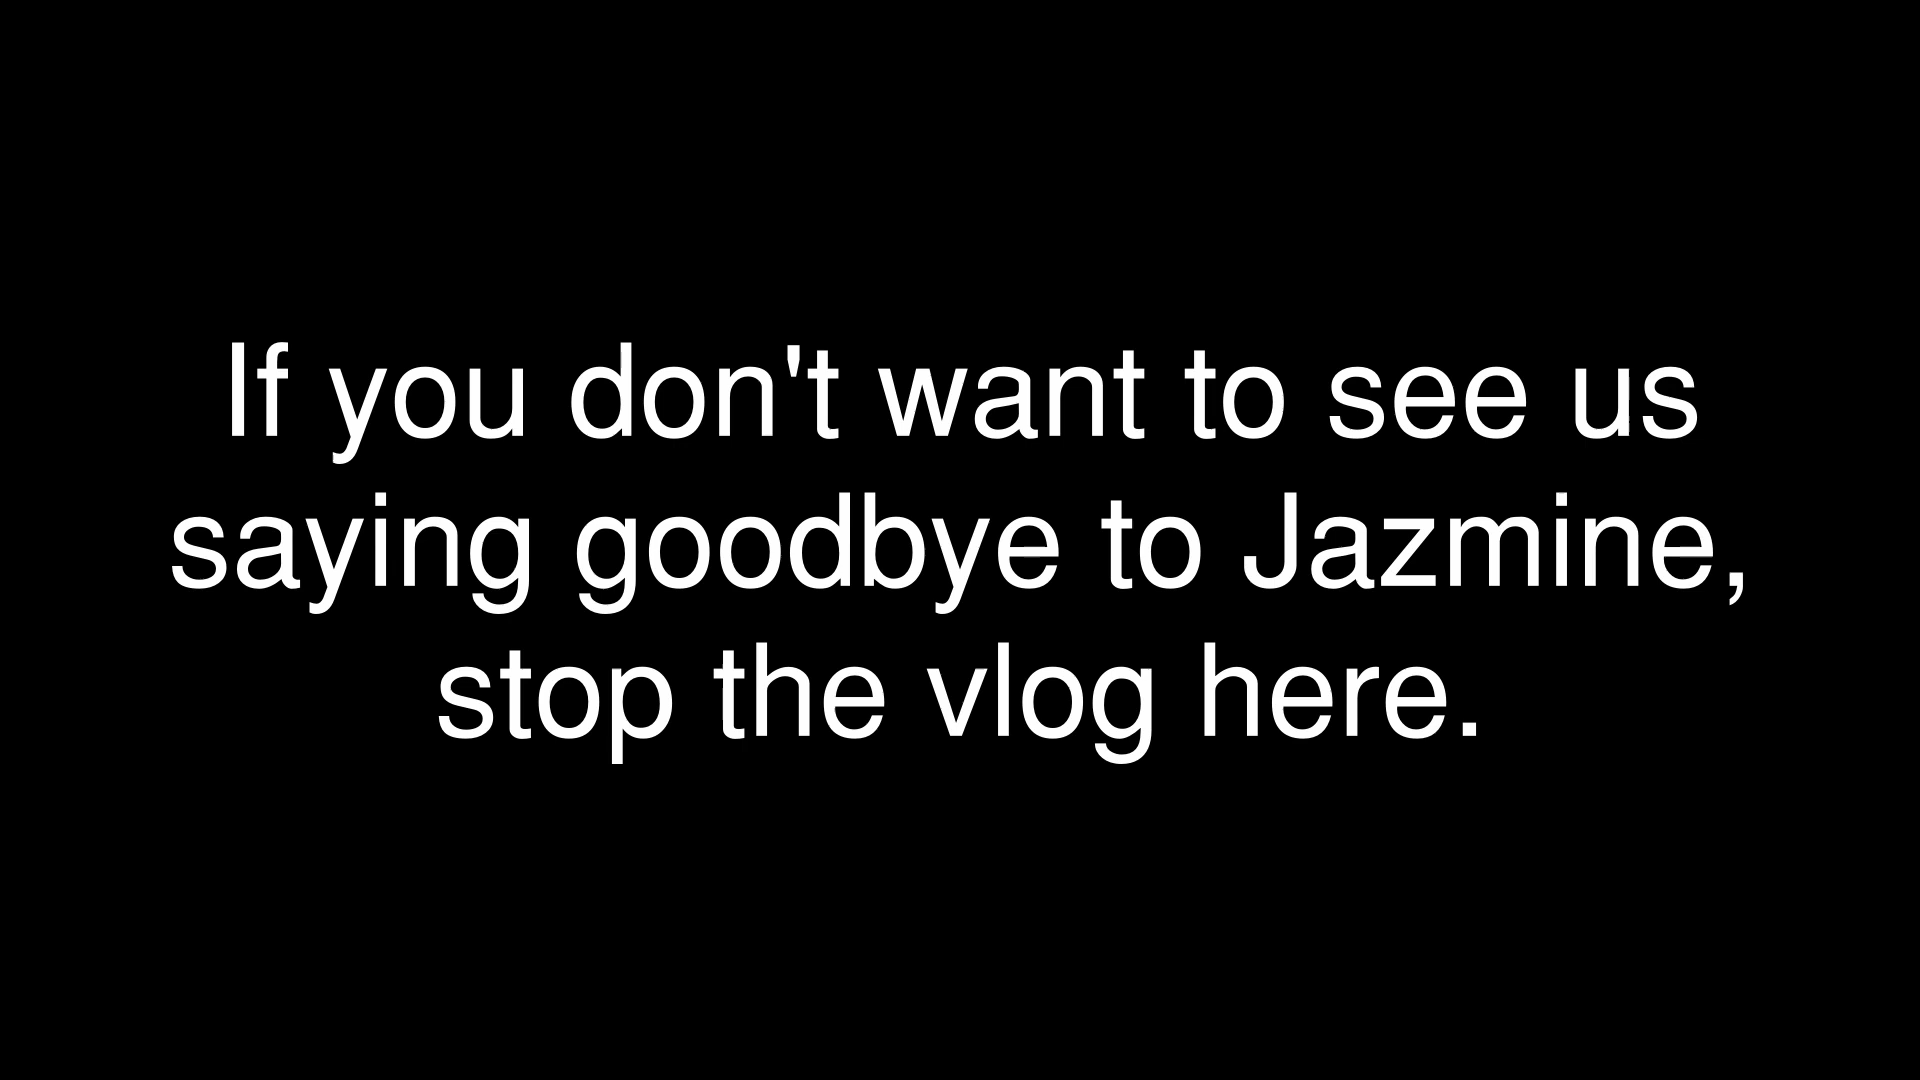 If you don't want to see us
saying goodbye to Jazmine,
stop the vlog here.